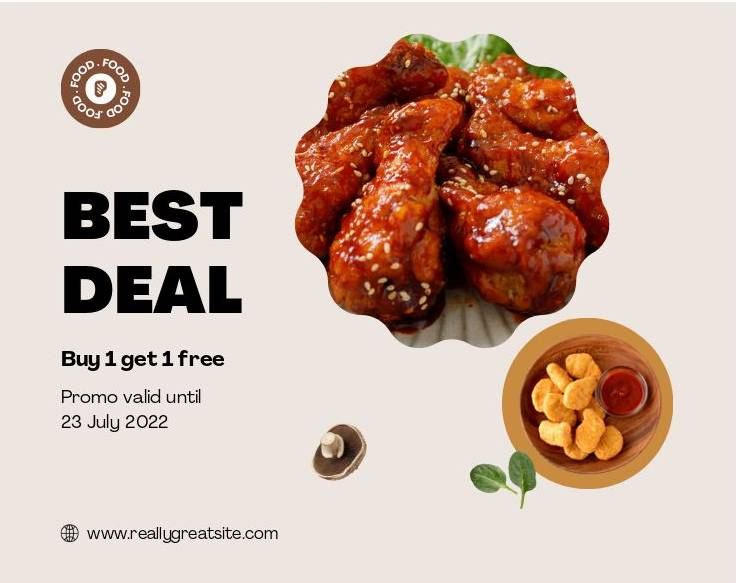 FOOD . FOOD . FOOD . FOOD .
BEST
DEAL
Buy 1 get 1 free
Promo valid until
23 July 2022
www.reallygreatsite.com